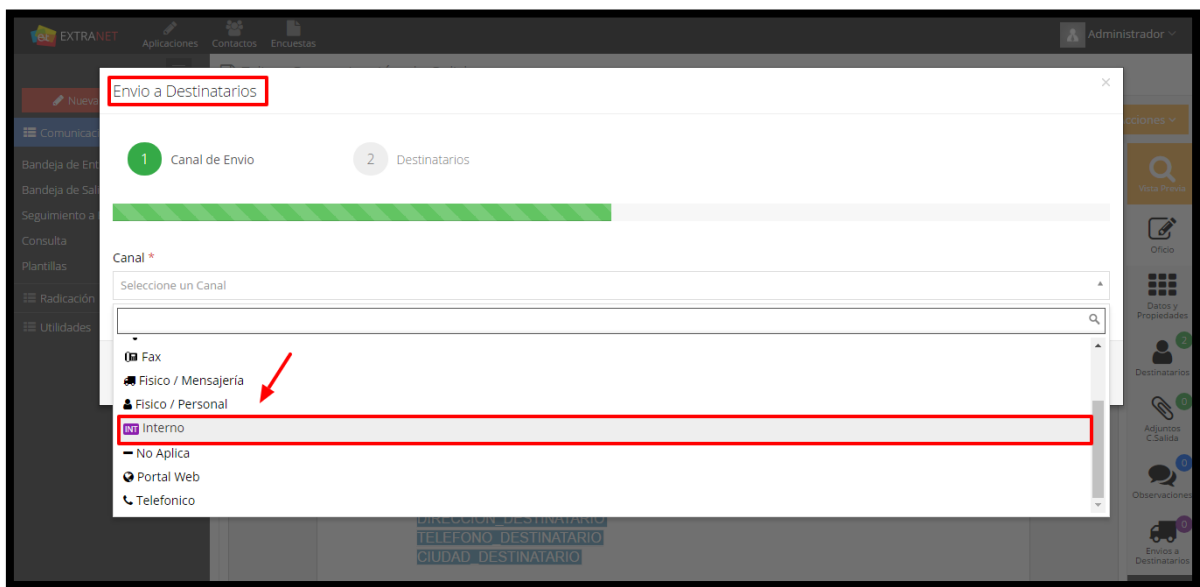 EXTRANET
Aplicaciones
Contactos
Encuestas
Administrador
Envio a Destinatarios
×
Nueva
Comunicaci
Bandeja de Ent
Bandeja de Sali
Seguimiento a
Consulta
Plantillas
Radicación
Utilidades
1 Canal de Envio
2 Destinatarios
Canal *
Seleccione un Canal
Fax
Fisico / Mensajería
Fisico / Personal
INT Interno
No Aplica
Portal Web
Telefonico
DIRECCION_DESTINATARIO
TELEFONO_DESTINATARIO
CIUDAD_DESTINATARIO
cciones
Vista Previa
Oficio
Datos y
Propiedades
2
Destinatarios
0
Adjuntos
C.Salida
0
Observaciones
0
Envios a
Destinatarios